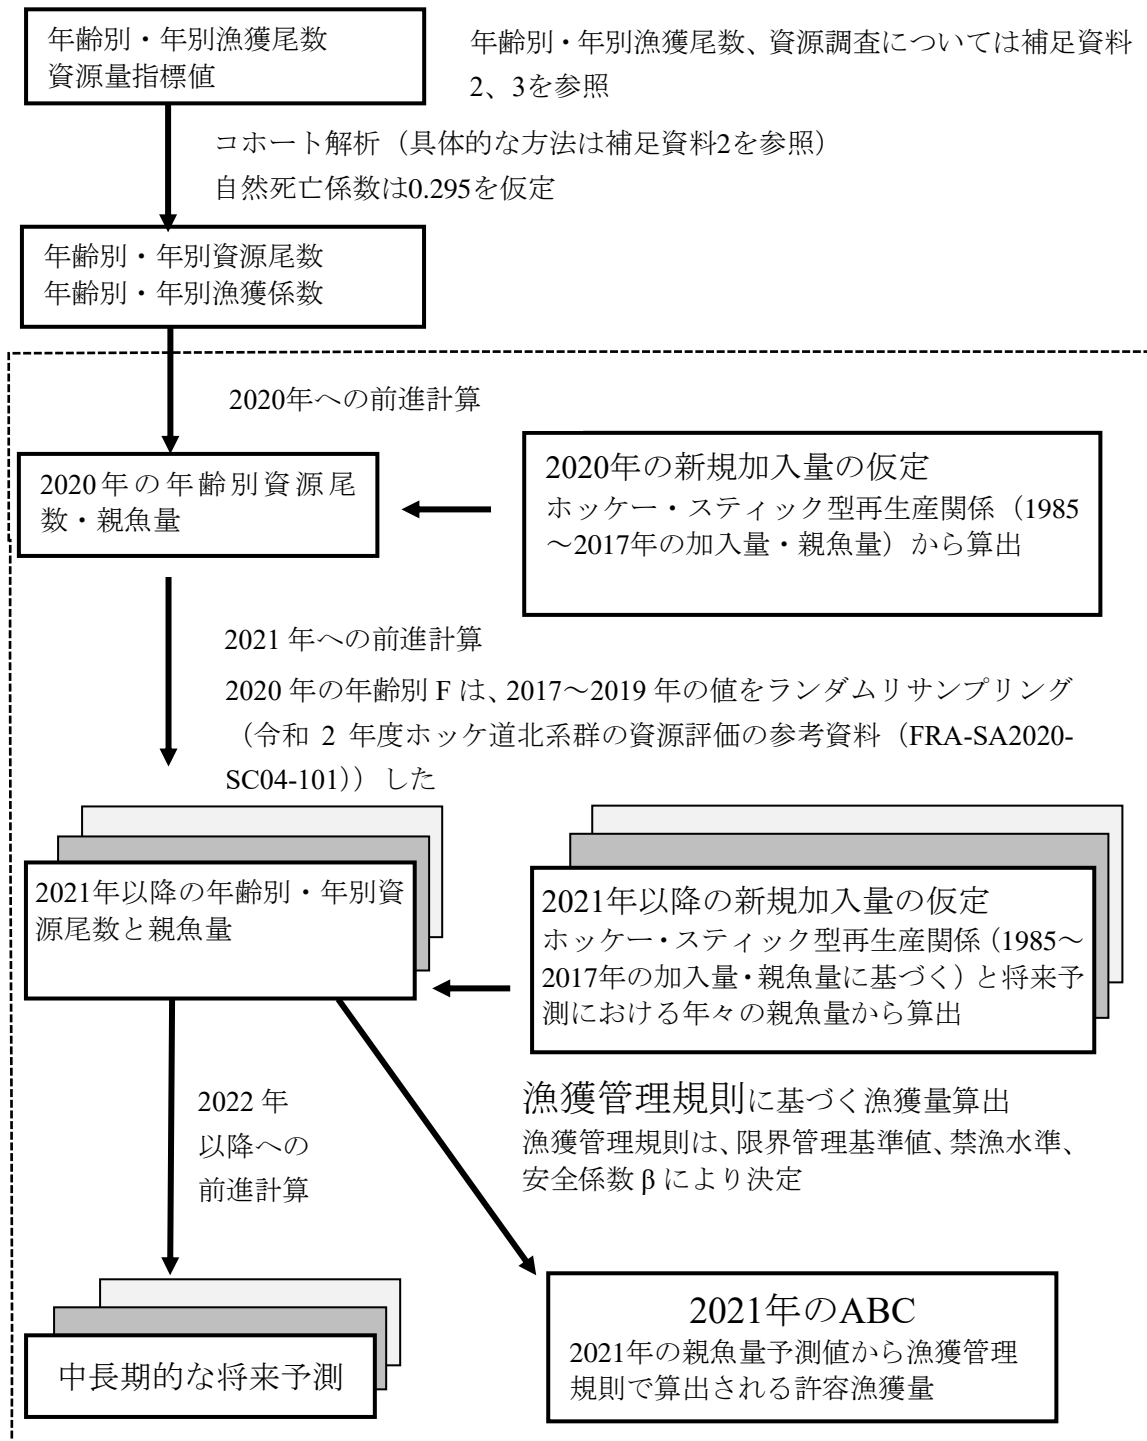 年齢別・年別漁獲尾数
資源量指標値
年齢別・年別漁獲尾数、資源調査については補足資料
2、3を参照
コホート解析（具体的な方法は補足資料2を参照）
自然死亡係数は0.295を仮定
年齢別・年別資源尾数
年齢別・年別漁獲係数
2020年への前進計算
2020年の年齢別資源尾
数・親魚量
2020年の新規加入量の仮定
ホッケー・スティック型再生産関係（1985
～2017年の加入量・親魚量）から算出
2021 年への前進計算
2020 年の年齢別 F は、2017～2019 年の値をランダムリサンプリング
（令和 2 年度ホッケ道北系群の資源評価の参考資料（FRA-SA2020-
SC04-101））した
2021年以降の年齢別・年別資
源尾数と親魚量
2021年以降の新規加入量の仮定
ホッケー・スティック型再生産関係（1985～
2017年の加入量・親魚量に基づく）と将来予
測における年々の親魚量から算出
2022 年
以降への
前進計算
漁獲管理規則に基づく漁獲量算出
漁獲管理規則は、限界管理基準値、禁漁水準、
安全係数 β により決定
中長期的な将来予測
2021年のABC
2021年の親魚量予測値から漁獲管理
規則で算出される許容漁獲量